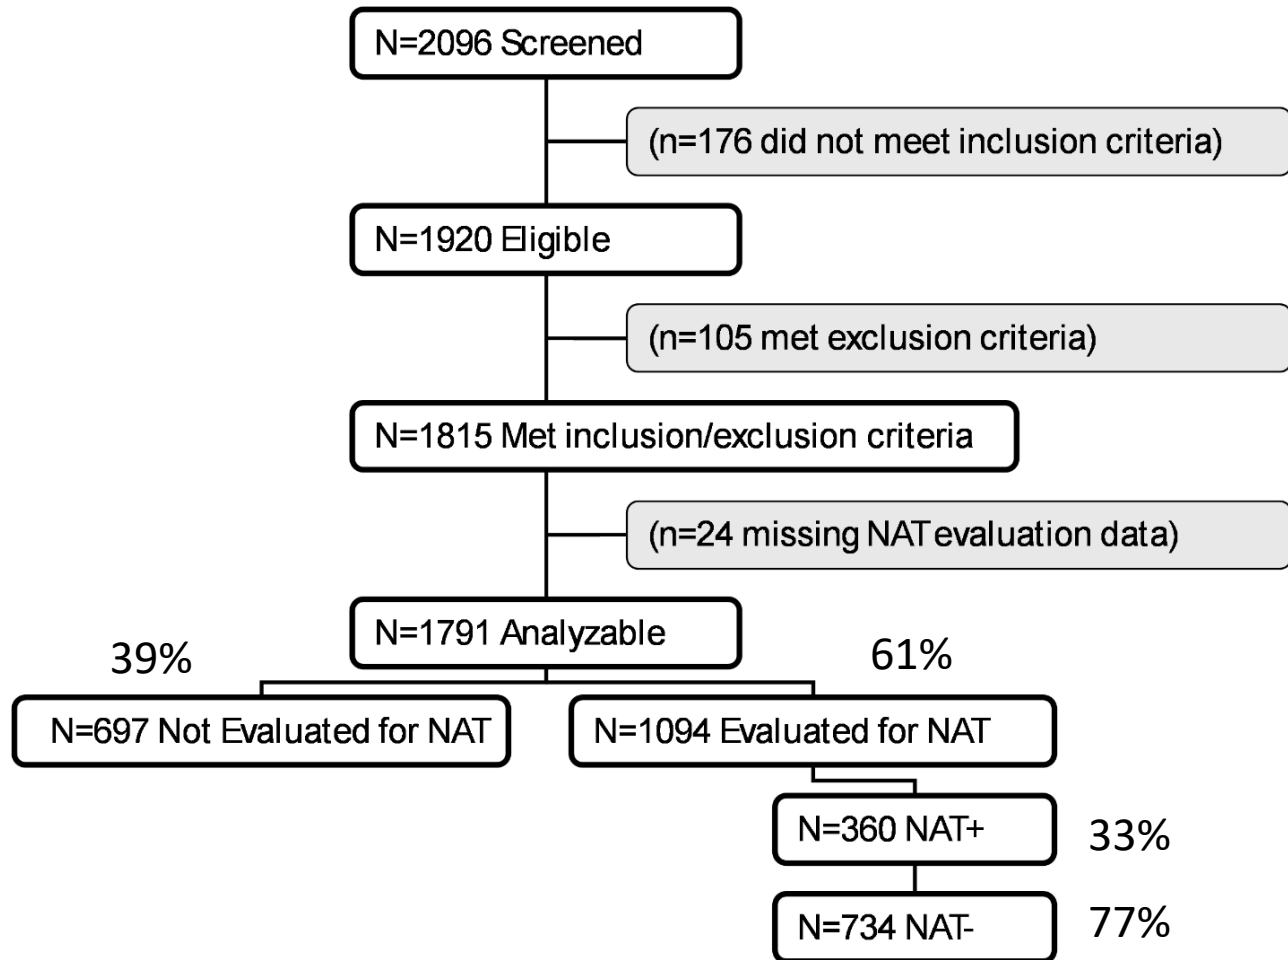 N=2096 Screened
(n=176 did not meet inclusion criteria)
N=1920 Eligible
(n=105 met exclusion criteria)
N=1815 Met inclusion/exclusion criteria
(n=24 missing NAT evaluation data)
N=1791 Analyzable
39%
61%
N=697 Not Evaluated for NAT
N=1094 Evaluated for NAT
N=360 NAT+
33%
N=734 NAT-
77%